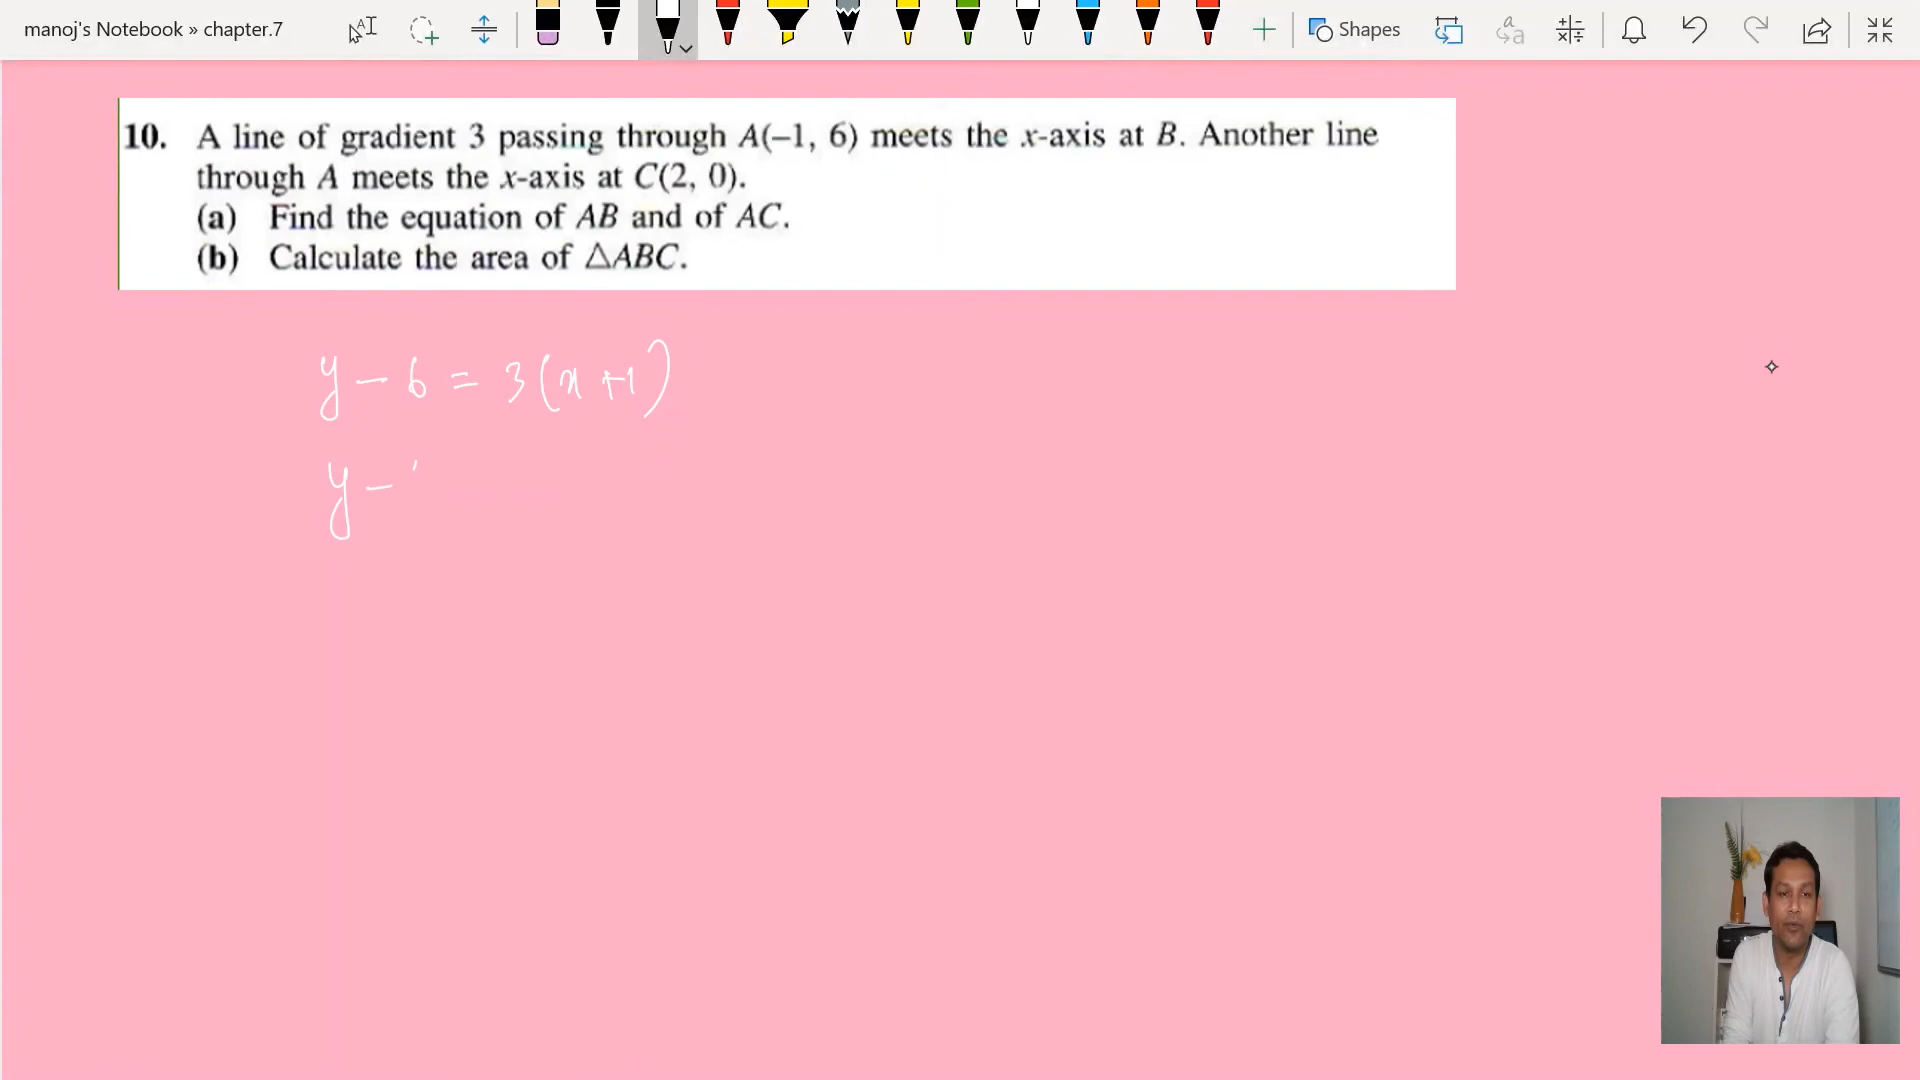 manoj's Notebook » chapter.7
Shapes
10. A line of gradient 3 passing through A(−1, 6) meets the x-axis at B. Another line
through A meets the x-axis at C(2, 0).
(a) Find the equation of AB and of AC.
(b) Calculate the area of △ABC.
y − 6 = 3(x + 1)
y −